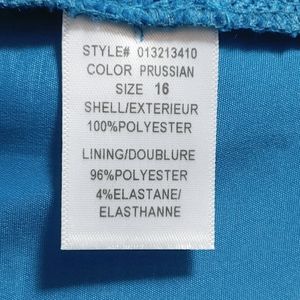 STYLE# 013213410
COLOR PRUSSIAN
SIZE 16
SHELL/EXTERIEUR
100%POLYESTER
LINING/DOUBLURE
96%POLYESTER
4%ELASTANE/
ELASTHANNE